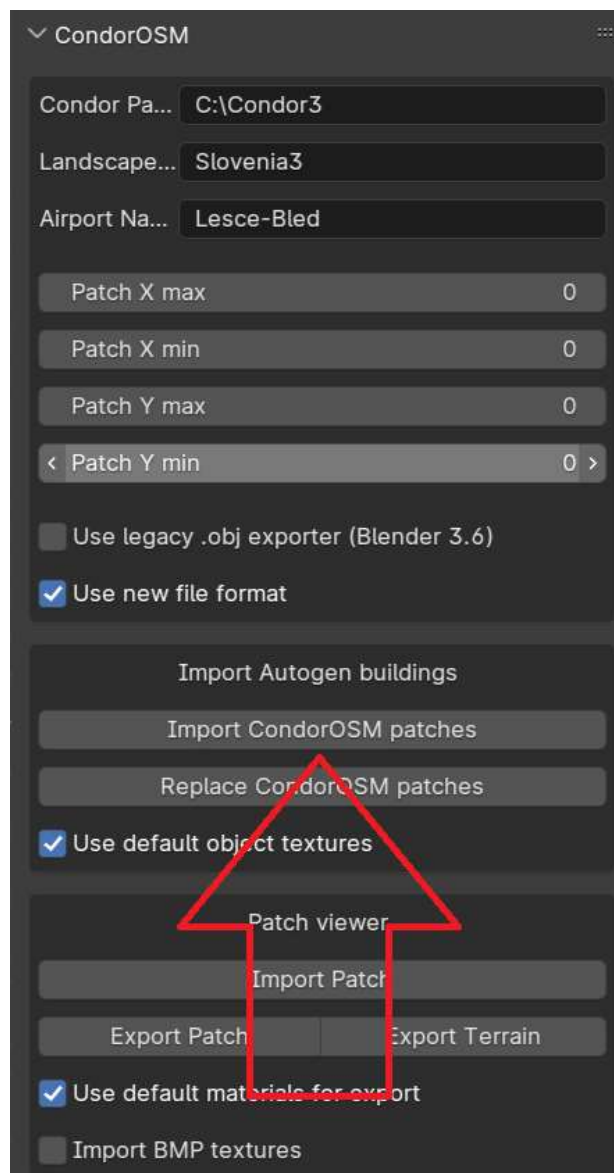 CondorOSM
Condor Pa... C:\Condor3
Landscape... Slovenia3
Airport Na... Lesce-Bled
Patch X max 0
Patch X min 0
Patch Y max 0
Patch Y min 0
Use legacy .obj exporter (Blender 3.6)
Use new file format
Import Autogen buildings
Import CondorOSM patches
Replace CondorOSM patches
Use default object textures
Patch viewer
Import Patch
Export Patch Export Terrain
Use default materials for export
Import BMP textures